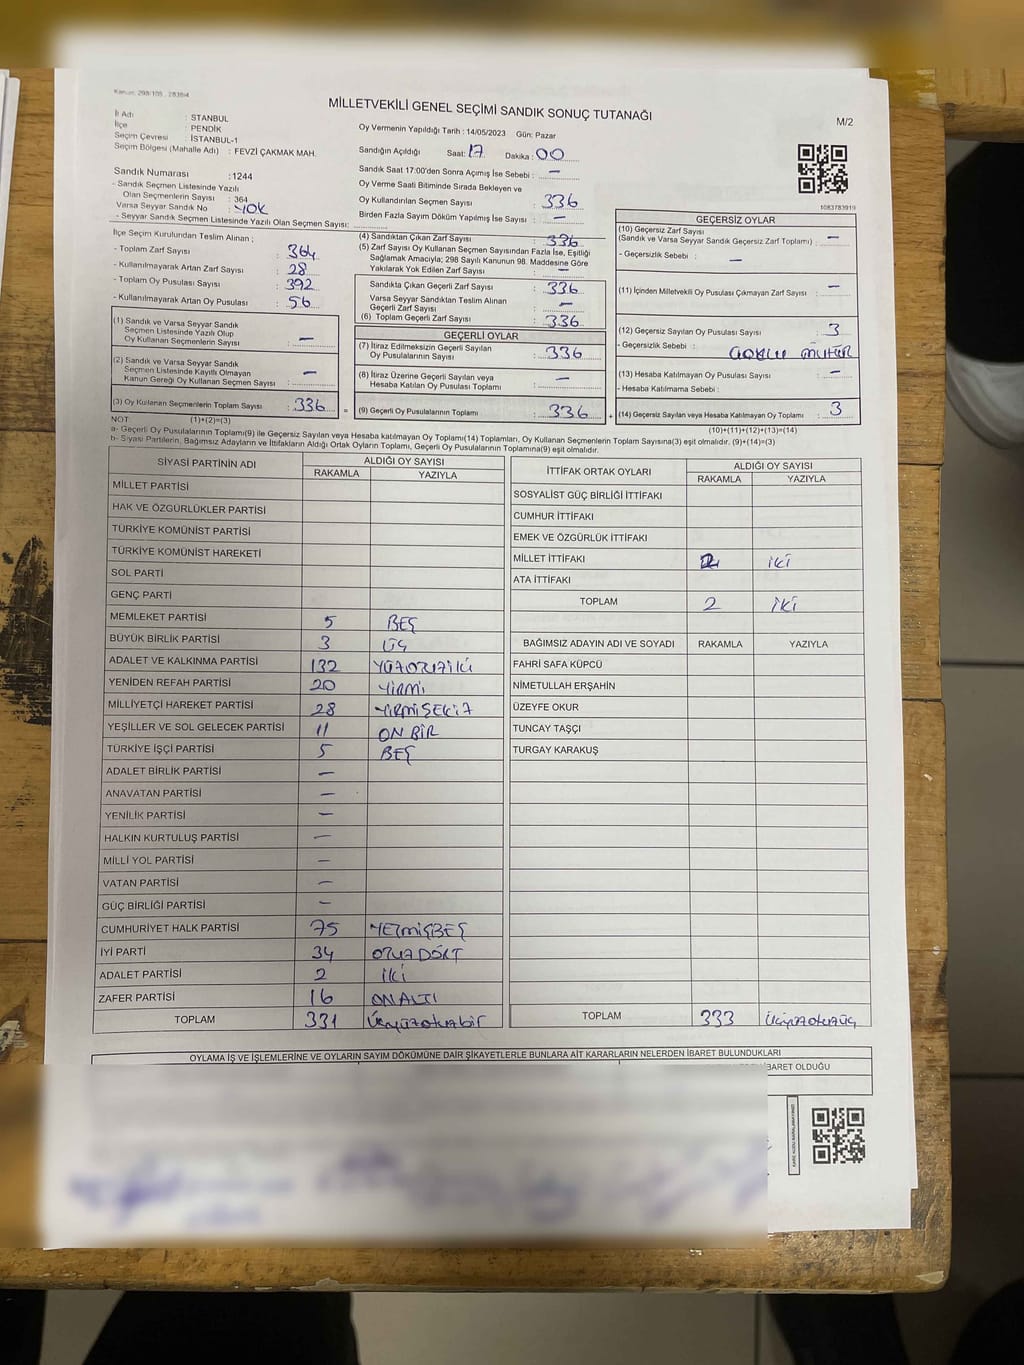 Kanun: 298/105, 2839/4
MİLLETVEKİLİ GENEL SEÇİMİ SANDIK SONUÇ TUTANAĞI
M/2
İl Adı : STANBUL
İlçe : PENDİK
Seçim Çevresi : İSTANBUL-1
Seçim Bölgesi (Mahalle Adı) : FEVZİ ÇAKMAK MAH.
Sandık Numarası : 1244
- Sandık Seçmen Listesinde Yazılı
Olan Seçmenlerin Sayısı : 364
Varsa Seyyar Sandık No : YOK
- Seyyar Sandık Seçmen Listesinde Yazılı Olan Seçmen Sayısı:
Oy Vermenin Yapıldığı Tarih : 14/05/2023 Gün: Pazar
Sandığın Açıldığı Saat: 17 Dakika : 00
Sandık Saat 17:00'den Sonra Açımış İse Sebebi : -
Oy Verme Saati Bitiminde Sırada Bekleyen ve
Oy Kullandırılan Seçmen Sayısı : 336
Birden Fazla Sayım Döküm Yapılmış İse Sayısı : -
1083783919
İlçe Seçim Kurulundan Teslim Alınan ;
- Toplam Zarf Sayısı : 364
- Kullanılmayarak Artan Zarf Sayısı : 28
- Toplam Oy Pusulası Sayısı : 392
- Kullanılmayarak Artan Oy Pusulası : 56
(1) Sandık ve Varsa Seyyar Sandık
Seçmen Listesinde Yazılı Olup
Oy Kullanan Seçmenlerin Sayısı : -
(2) Sandık ve Varsa Seyyar Sandık
Seçmen Listesinde Kayıtlı Olmayan
Kanun Gereği Oy Kullanan Seçmen Sayısı : -
(3) Oy Kullanan Seçmenlerin Toplam Sayısı : 336
(1)+(2)=(3)
(4) Sandıktan Çıkan Zarf Sayısı : 336
(5) Zarf Sayısı Oy Kullanan Seçmen Sayısından Fazla İse, Eşitliği
Sağlamak Amacıyla; 298 Sayılı Kanunun 98. Maddesine Göre
Yakılarak Yok Edilen Zarf Sayısı : -
Sandıkta Çıkan Geçerli Zarf Sayısı : 336
Varsa Seyyar Sandıktan Teslim Alınan
Geçerli Zarf Sayısı : -
(6) Toplam Geçerli Zarf Sayısı : 336
GEÇERLİ OYLAR
(7) İtiraz Edilmeksizin Geçerli Sayılan
Oy Pusulalarının Sayısı : 336
(8) İtiraz Üzerine Geçerli Sayılan veya
Hesaba Katılan Oy Pusulası Toplamı : -
= (9) Geçerli Oy Pusulalarının Toplamı : 336 +
GEÇERSİZ OYLAR
(10) Geçersiz Zarf Sayısı
(Sandık ve Varsa Seyyar Sandık Geçersiz Zarf Toplamı) : -
- Geçersizlik Sebebi : -
(11) İçinden Milletvekili Oy Pusulası Çıkmayan Zarf Sayısı : -
(12) Geçersiz Sayılan Oy Pusulası Sayısı : 3
- Geçersizlik Sebebi : ÇOKLU MÜHÜR
(13) Hesaba Katılmayan Oy Pusulası Sayısı : -
- Hesaba Katılmama Sebebi :
(14) Geçersiz Sayılan veya Hesaba Katılmayan Oy Toplamı : 3
(10)+(11)+(12)+(13)=(14)
NOT
a- Geçerli Oy Pusulalarının Toplamı(9) ile Geçersiz Sayılan veya Hesaba katılmayan Oy Toplamı(14) Toplamları, Oy Kullanan Seçmenlerin Toplam Sayısına(3) eşit olmalıdır. (9)+(14)=(3)
b- Siyasi Partilerin, Bağımsız Adayların ve İttifakların Aldığı Ortak Oyların Toplamı, Geçerli Oy Pusulalarının Toplamına(9) eşit olmalıdır.
SİYASİ PARTİNİN ADI ALDIĞI OY SAYISI
RAKAMLA YAZIYLA
MİLLET PARTİSİ
HAK VE ÖZGÜRLÜKLER PARTİSİ
TÜRKİYE KOMÜNİST PARTİSİ
TÜRKİYE KOMÜNİST HAREKETİ
SOL PARTİ
GENÇ PARTİ
MEMLEKET PARTİSİ 5 BEŞ
BÜYÜK BİRLİK PARTİSİ 3 ÜÇ
ADALET VE KALKINMA PARTİSİ 132 YÜZOTUZİKİ
YENİDEN REFAH PARTİSİ 20 YİRMİ
MİLLİYETÇİ HAREKET PARTİSİ 28 YİRMİSEKİZ
YEŞİLLER VE SOL GELECEK PARTİSİ 11 ON BİR
TÜRKİYE İŞÇİ PARTİSİ 5 BEŞ
ADALET BİRLİK PARTİSİ -
ANAVATAN PARTİSİ -
YENİLİK PARTİSİ -
HALKIN KURTULUŞ PARTİSİ -
MİLLİ YOL PARTİSİ -
VATAN PARTİSİ -
GÜÇ BİRLİĞİ PARTİSİ -
CUMHURİYET HALK PARTİSİ 75 YETMİŞBEŞ
İYİ PARTİ 34 OTUZDÖRT
ADALET PARTİSİ 2 İKİ
ZAFER PARTİSİ 16 ONALTI
TOPLAM 331 Üçyüzotuzbir
İTTİFAK ORTAK OYLARI ALDIĞI OY SAYISI
RAKAMLA YAZIYLA
SOSYALİST GÜÇ BİRLİĞİ İTTİFAKI
CUMHUR İTTİFAKI
EMEK VE ÖZGÜRLÜK İTTİFAKI
MİLLET İTTİFAKI 2 İKİ
ATA İTTİFAKI
TOPLAM 2 İKİ
BAĞIMSIZ ADAYIN ADI VE SOYADI RAKAMLA YAZIYLA
FAHRİ SAFA KÜPCÜ
NİMETULLAH ERŞAHİN
ÜZEYFE OKUR
TUNCAY TAŞÇI
TURGAY KARAKUŞ
TOPLAM 333 Üçyüzotuzüç
OYLAMA İŞ VE İŞLEMLERİNE VE OYLARIN SAYIM DÖKÜMÜNE DAİR ŞİKAYETLERLE BUNLARA AİT KARARLARIN NELERDEN İBARET BULUNDUKLARI
İBARET OLDUĞU